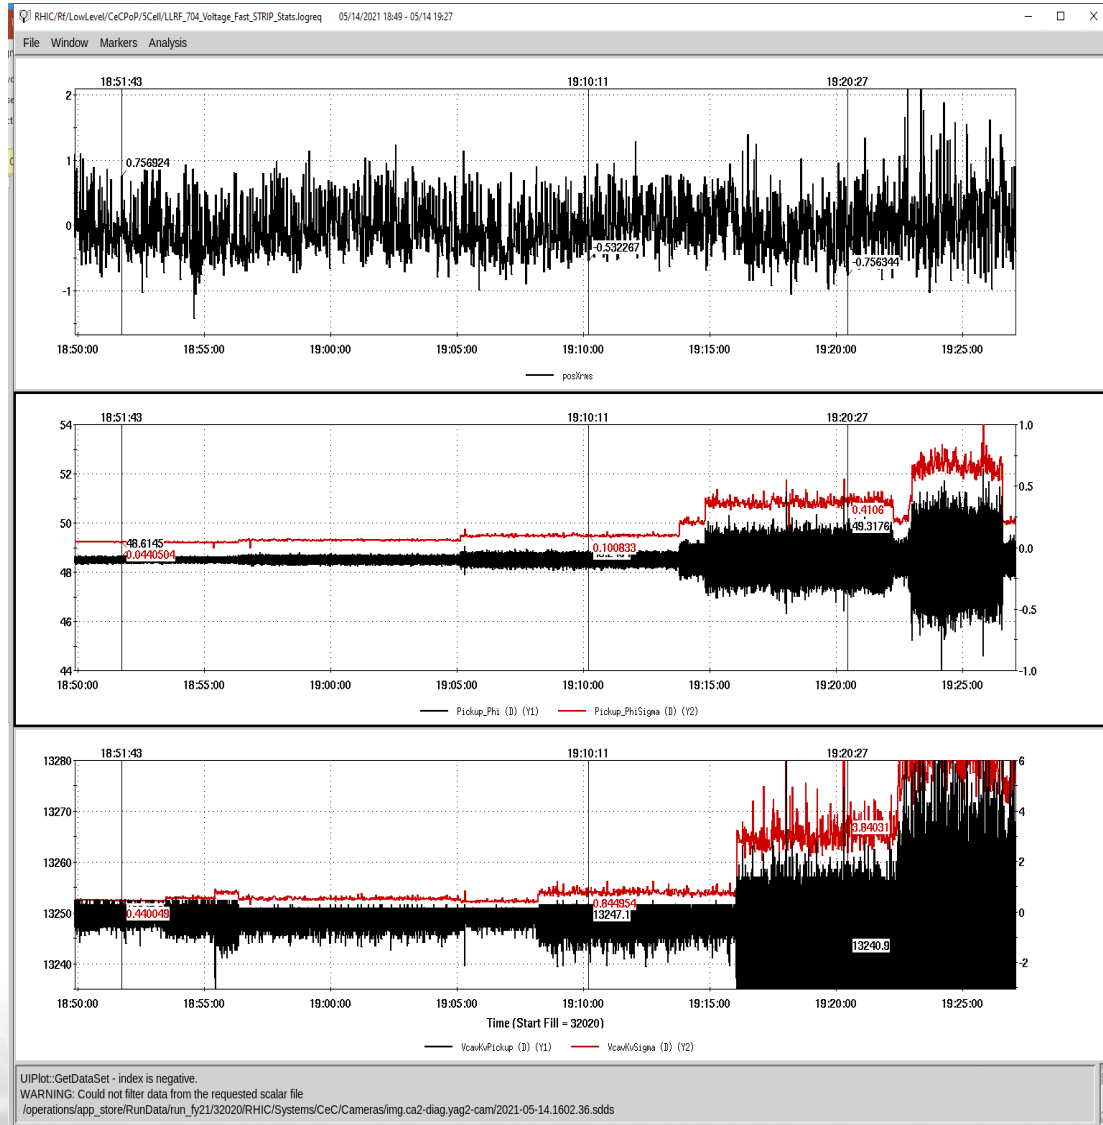 RHIC/Rf/LowLevel/CeCPoP/5Cell/LLRF_704_Voltage_Fast_STRIP_Stats.logreq 05/14/2021 18:49 - 05/14 19:27
File Window Markers Analysis
18:51:43 19:10:11 19:20:27
2
1
0
-1
0.756924
-0.532267
-0.756344
18:50:00 18:55:00 19:00:00 19:05:00 19:10:00 19:15:00 19:20:00 19:25:00
posXrms
18:51:43 19:10:11 19:20:27
54 1.0
52 0.5
50 0.0
48 -0.5
46 -1.0
44
48.6145
0.0440504
0.100833
0.4106
49.3176
18:50:00 18:55:00 19:00:00 19:05:00 19:10:00 19:15:00 19:20:00 19:25:00
Pickup_Phi (D) (Y1) Pickup_PhiSigma (D) (Y2)
18:51:43 19:10:11 19:20:27
13280 6
13270 4
13260 2
13250 0
13240 -2
0.440049
0.844954
13247.1
3.84031
13240.9
18:50:00 18:55:00 19:00:00 19:05:00 19:10:00 19:15:00 19:20:00 19:25:00
Time (Start Fill = 32020)
VcavKvPickup (D) (Y1) VcavKvSigma (D) (Y2)
UIPlot::GetDataSet - index is negative.
WARNING: Could not filter data from the requested scalar file
/operations/app_store/RunData/run_fy21/32020/RHIC/Systems/CeC/Cameras/img.ca2-diag.yag2-cam/2021-05-14.1602.36.sdds